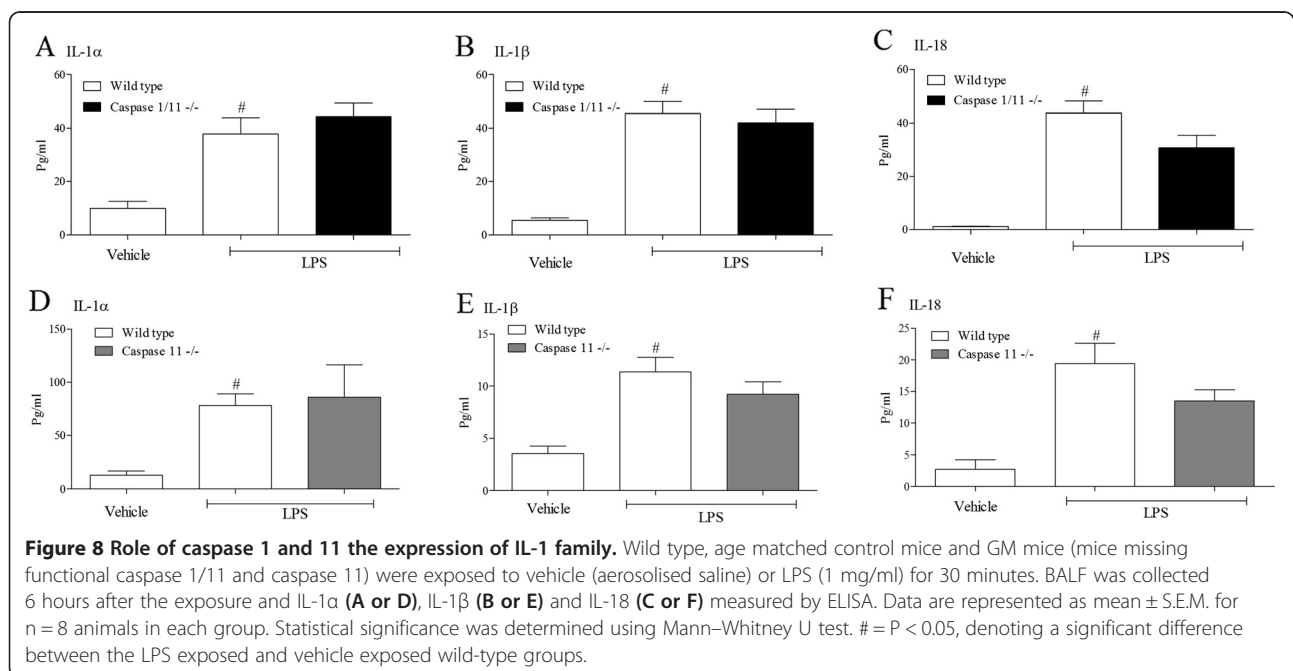 A IL-1α
Wild type
Caspase 1/11 -/-
Pg/ml
60
40
20
0
#
Vehicle
LPS
B IL-1β
Wild type
Caspase 1/11 -/-
Pg/ml
60
40
20
0
#
Vehicle
LPS
C IL-18
Wild type
Caspase 1/11 -/-
Pg/ml
60
40
20
0
#
Vehicle
LPS
D IL-1α
Wild type
Caspase 11 -/-
Pg/ml
150
100
50
0
#
Vehicle
LPS
E IL-1β
Wild type
Caspase 11 -/-
Pg/ml
15
10
5
0
#
Vehicle
LPS
F IL-18
Wild type
Caspase 11 -/-
Pg/ml
25
20
15
10
5
0
#
Vehicle
LPS
Figure 8 Role of caspase 1 and 11 the expression of IL-1 family. Wild type, age matched control mice and GM mice (mice missing
functional caspase 1/11 and caspase 11) were exposed to vehicle (aerosolised saline) or LPS (1 mg/ml) for 30 minutes. BALF was collected
6 hours after the exposure and IL-1α (A or D), IL-1β (B or E) and IL-18 (C or F) measured by ELISA. Data are represented as mean ± S.E.M. for
n = 8 animals in each group. Statistical significance was determined using Mann–Whitney U test. # = P < 0.05, denoting a significant difference
between the LPS exposed and vehicle exposed wild-type groups.